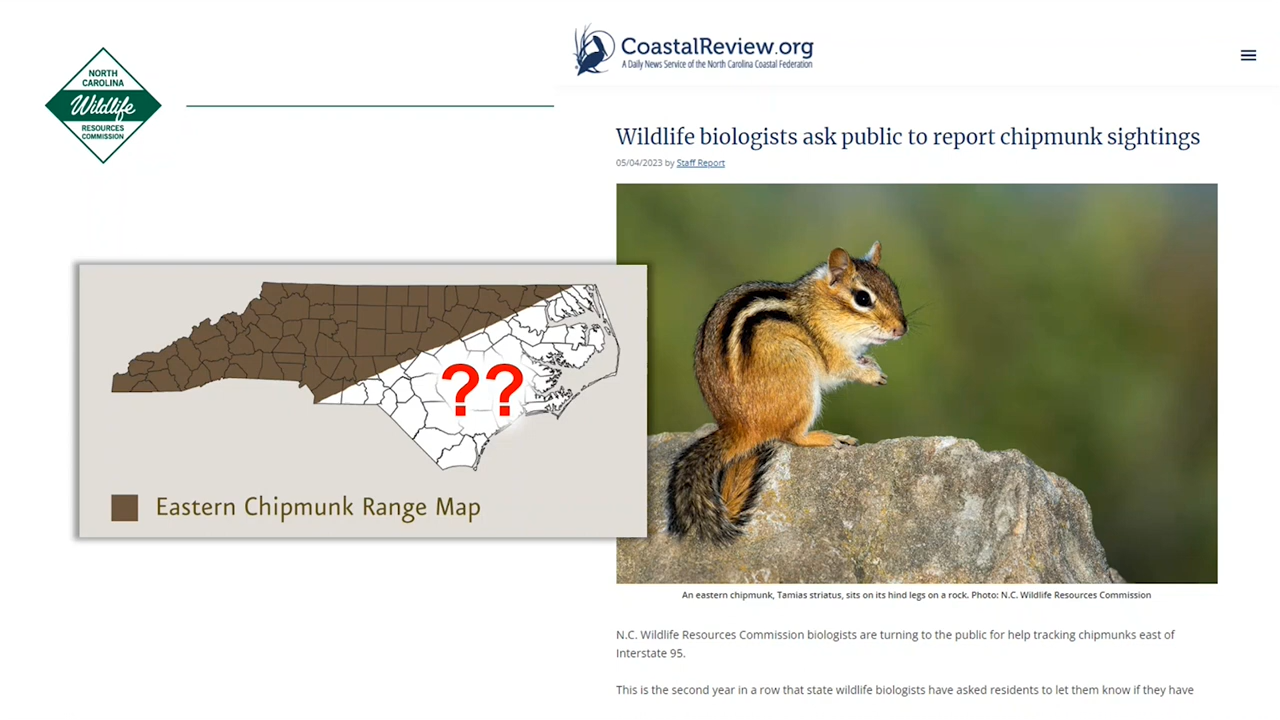 NORTH
CAROLINA
Wildlife
RESOURCES
COMMISSION
CoastalReview.org
A Daily News Service of the North Carolina Coastal Federation
Wildlife biologists ask public to report chipmunk sightings
05/04/2023 by Staff Report
??
Eastern Chipmunk Range Map
An eastern chipmunk, Tamias striatus, sits on its hind legs on a rock. Photo: N.C. Wildlife Resources Commission
N.C. Wildlife Resources Commission biologists are turning to the public for help tracking chipmunks east of
Interstate 95.
This is the second year in a row that state wildlife biologists have asked residents to let them know if they have